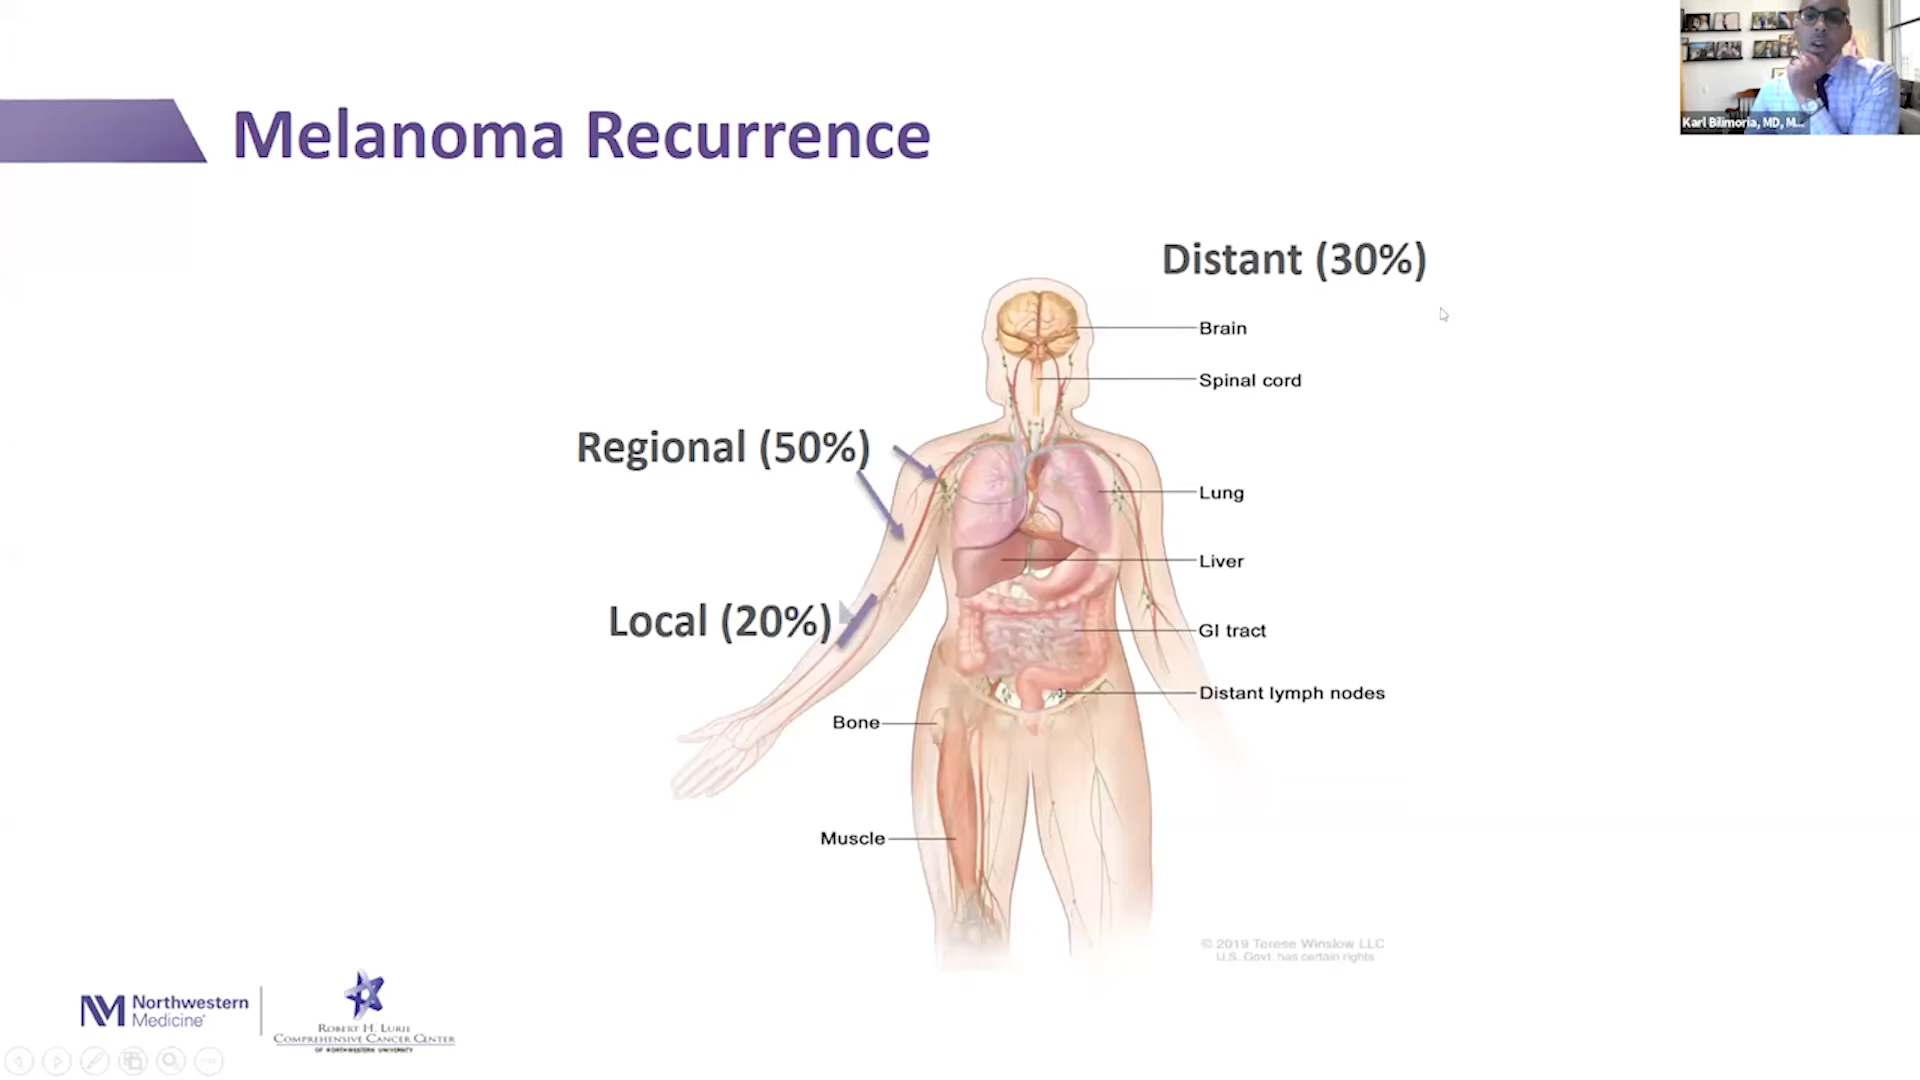 Karl Bilimoria, MD, M...
Melanoma Recurrence
Distant (30%)
Brain
Spinal cord
Regional (50%)
Lung
Liver
Local (20%)
GI tract
Distant lymph nodes
Bone
Muscle
© 2019 Terese Winslow LLC
U.S. Govt. has certain rights
NM Northwestern
Medicine®
Robert H. Lurie
Comprehensive Cancer Center
of Northwestern University